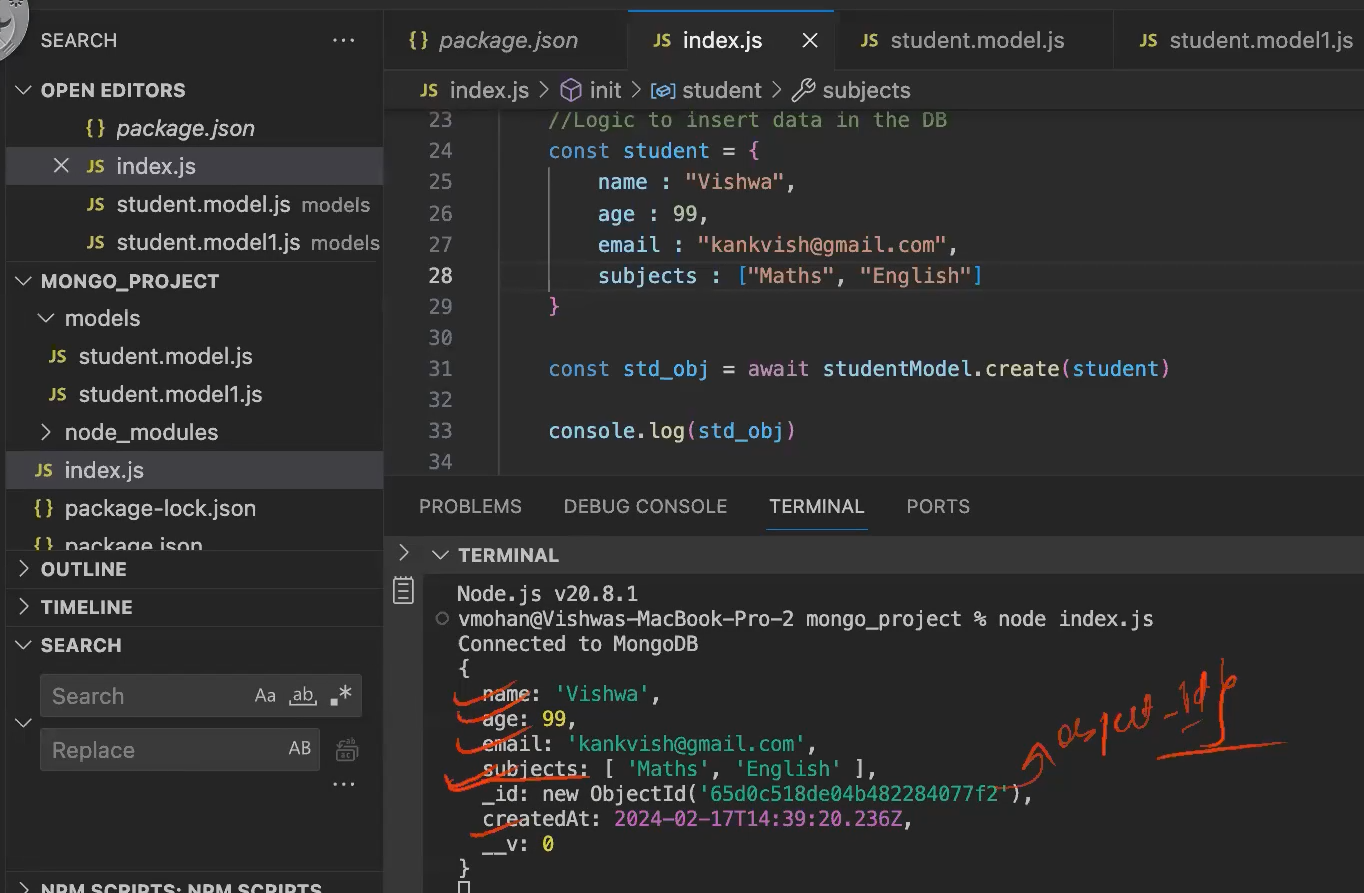 SEARCH
OPEN EDITORS
{} package.json
JS index.js
JS student.model.js models
JS student.model1.js models
MONGO_PROJECT
models
JS student.model.js
JS student.model1.js
node_modules
JS index.js
{} package-lock.json
{} package.json
OUTLINE
TIMELINE
SEARCH
Search Aa ab .*
Replace AB
NPM SCRIPTS: NPM SCRIPTS
{} package.json JS index.js JS student.model.js JS student.model1.js
JS index.js > init > student > subjects
23 //Logic to insert data in the DB
24 const student = {
25 name : "Vishwa",
26 age : 99,
27 email : "kankvish@gmail.com",
28 subjects : ["Maths", "English"]
29 }
30
31 const std_obj = await studentModel.create(student)
32
33 console.log(std_obj)
34
PROBLEMS DEBUG CONSOLE TERMINAL PORTS
TERMINAL
Node.js v20.8.1
vmohan@Vishwas-MacBook-Pro-2 mongo_project % node index.js
Connected to MongoDB
{
name: 'Vishwa',
age: 99,
email: 'kankvish@gmail.com',
subjects: [ 'Maths', 'English' ],
_id: new ObjectId('65d0c518de04b482284077f2'),
createdAt: 2024-02-17T14:39:20.236Z,
__v: 0
}
object_id